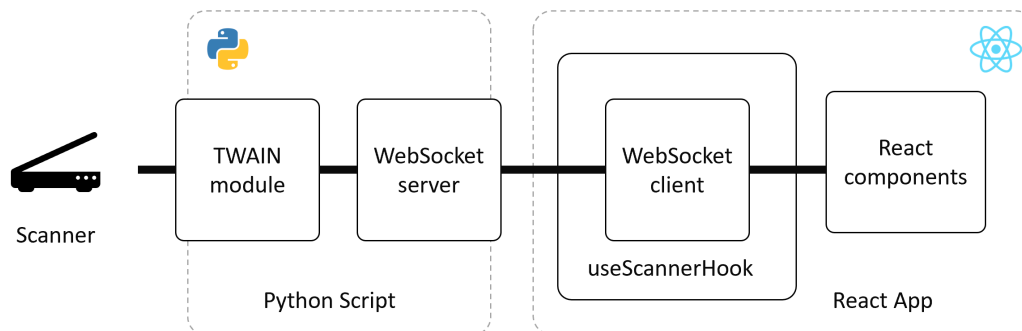 TWAIN
module
WebSocket
server
WebSocket
client
React
components
Scanner
useScannerHook
Python Script
React App